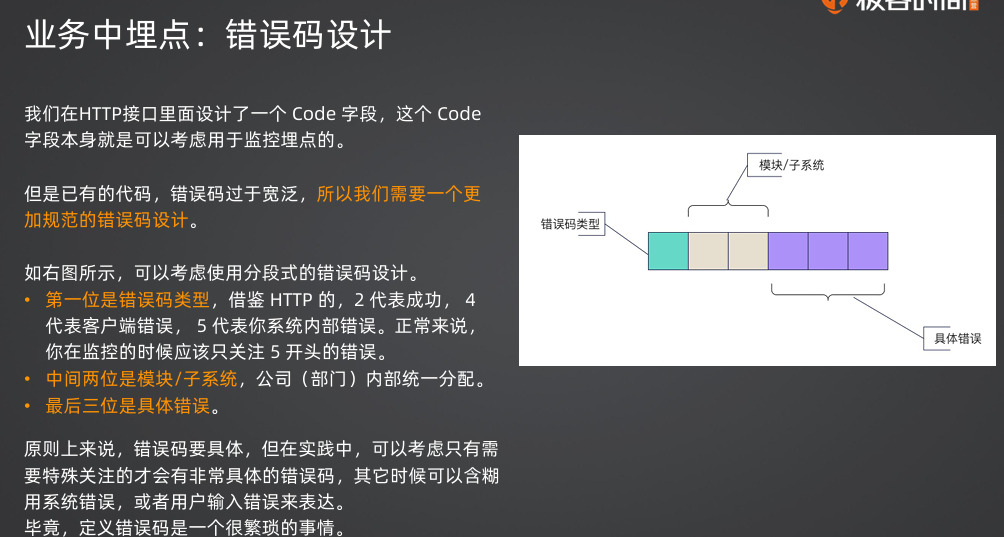 极客时间
业务中埋点：错误码设计
我们在HTTP接口里面设计了一个 Code 字段，这个 Code
字段本身就是可以考虑用于监控埋点的。
但是已有的代码，错误码过于宽泛，所以我们需要一个更
加规范的错误码设计。
如右图所示，可以考虑使用分段式的错误码设计。
• 第一位是错误码类型，借鉴 HTTP 的，2 代表成功， 4
代表客户端错误， 5 代表你系统内部错误。正常来说，
你在监控的时候应该只关注 5 开头的错误。
• 中间两位是模块/子系统，公司（部门）内部统一分配。
• 最后三位是具体错误。
原则上来说，错误码要具体，但在实践中，可以考虑只有需
要特殊关注的才会有非常具体的错误码，其它时候可以含糊
用系统错误，或者用户输入错误来表达。
毕竟，定义错误码是一个很繁琐的事情。
模块/子系统
错误码类型
具体错误